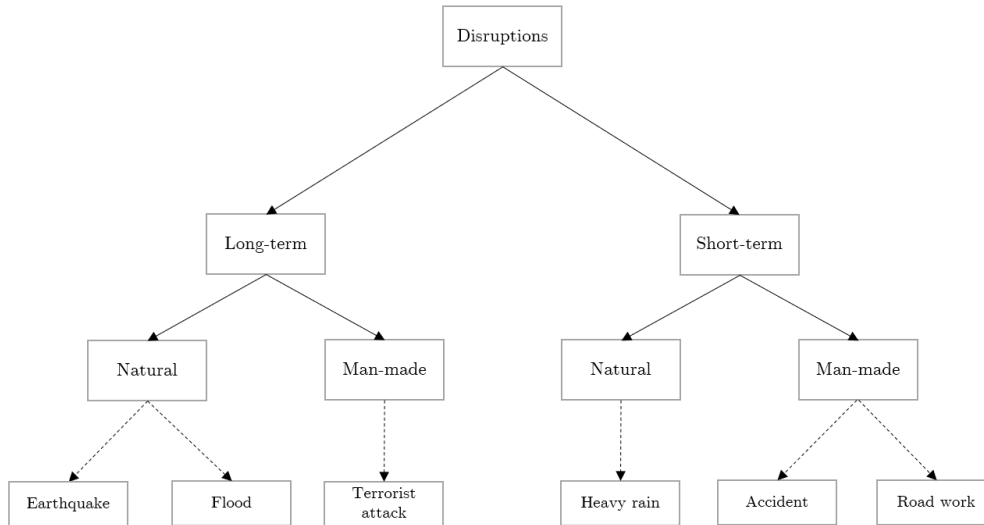 Disruptions
Long-term
Short-term
Natural
Man-made
Natural
Man-made
Earthquake
Flood
Terrorist
attack
Heavy rain
Accident
Road work